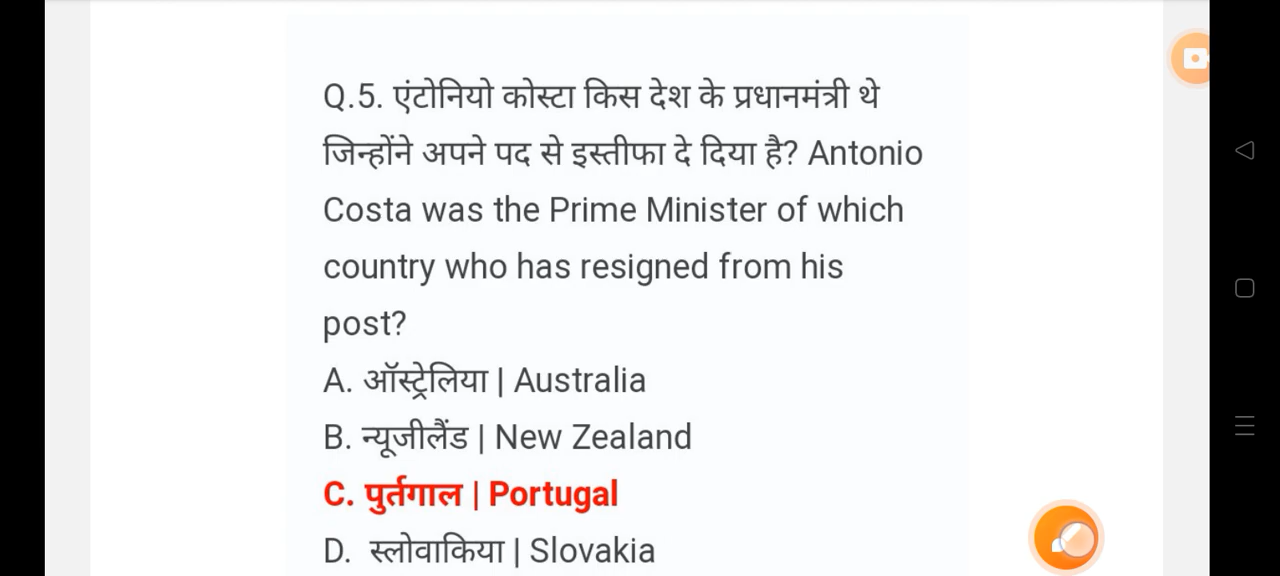 Q.5. एंटोनियो कोस्टा किस देश के प्रधानमंत्री थे
जिन्होंने अपने पद से इस्तीफा दे दिया है? Antonio
Costa was the Prime Minister of which
country who has resigned from his
post?
A. ऑस्ट्रेलिया | Australia
B. न्यूजीलैंड | New Zealand
C. पुर्तगाल | Portugal
D. स्लोवाकिया | Slovakia